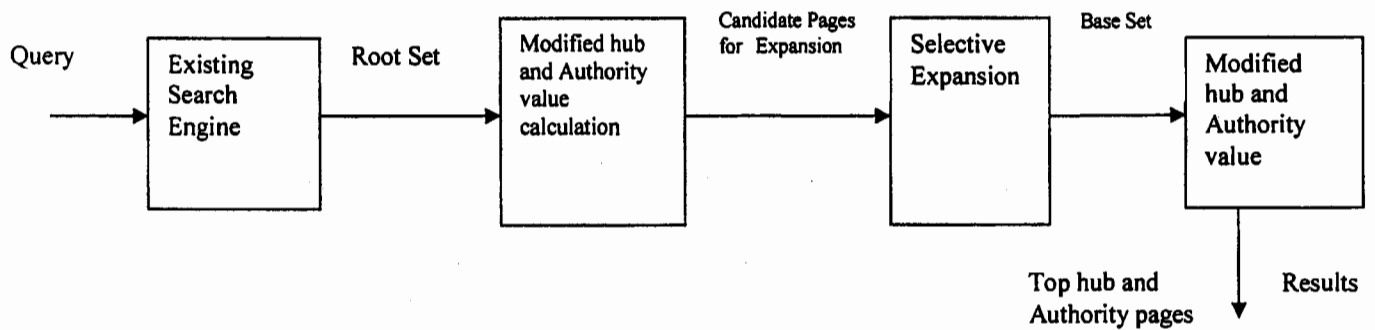 Query
Existing
Search
Engine
Root Set
Modified hub
and Authority
value
calculation
Candidate Pages
for Expansion
Selective
Expansion
Base Set
Modified
hub and
Authority
value
Top hub and
Authority pages
Results